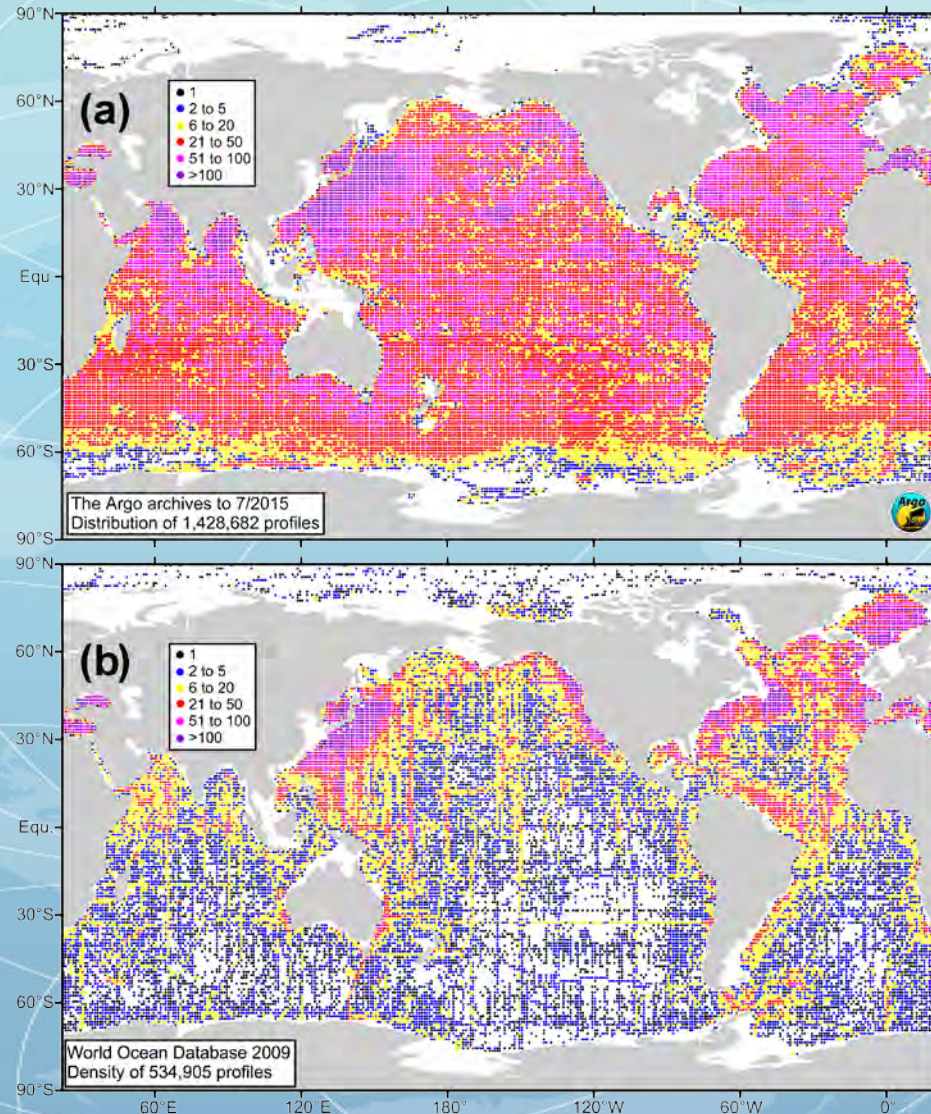 90°N
60°N
30°N
Equ.
30°S
60°S
90°S
(a)
1
2 to 5
6 to 20
21 to 50
51 to 100
>100
The Argo archives to 7/2015
Distribution of 1,428,682 profiles
Argo
90°N
60°N
30°N
Equ.
30°S
60°S
90°S
(b)
1
2 to 5
6 to 20
21 to 50
51 to 100
>100
World Ocean Database 2009
Density of 534,905 profiles
60°E 120°E 180° 120°W 60°W 0°